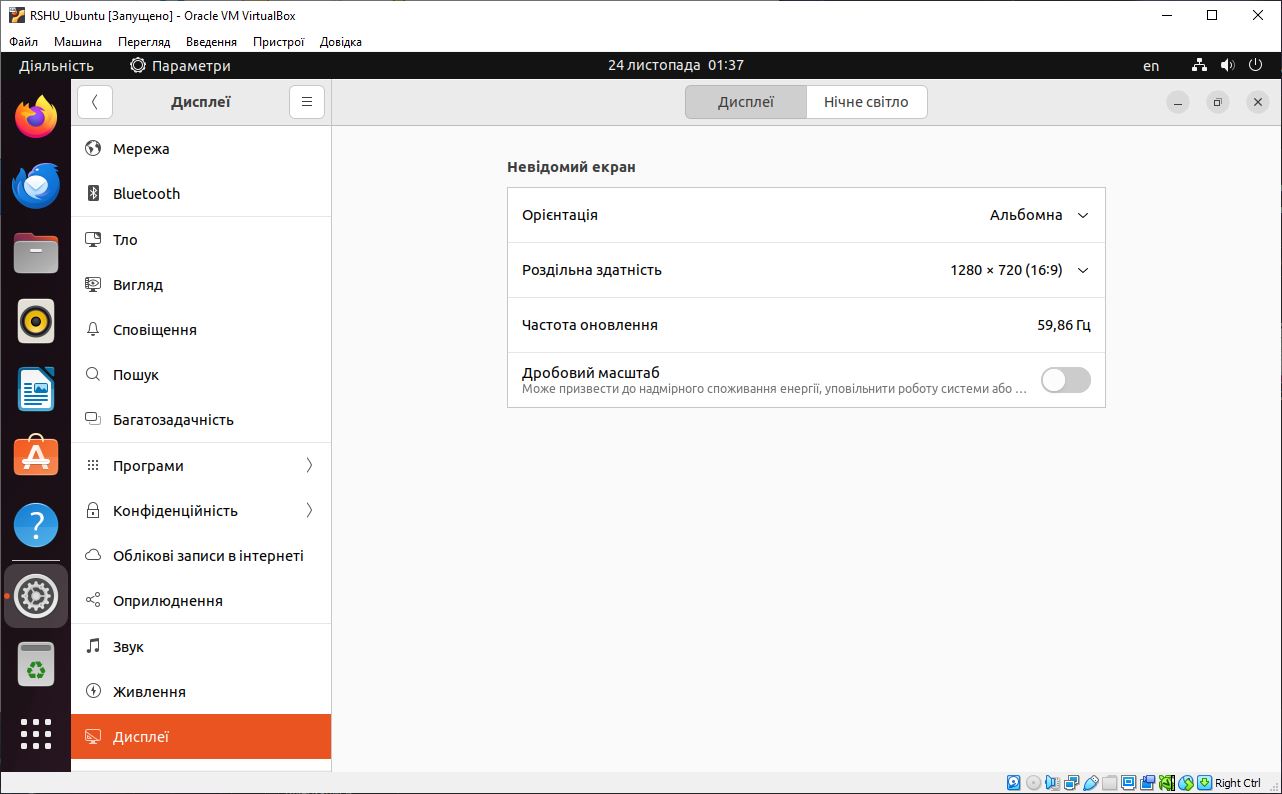 RSHU_Ubuntu [Запущено] - Oracle VM VirtualBox
Файл Машина Перегляд Введення Пристрої Довідка
Діяльність Параметри 24 листопада 01:37 en
Дисплеї Дисплеї Нічне світло
Мережа
Bluetooth
Тло
Вигляд
Сповіщення
Пошук
Багатозадачність
Програми
Конфіденційність
Облікові записи в інтернеті
Оприлюднення
Звук
Живлення
Дисплеї
Невідомий екран
Орієнтація Альбомна
Роздільна здатність 1280 × 720 (16:9)
Частота оновлення 59,86 Гц
Дробовий масштаб
Може призвести до надмірного споживання енергії, уповільнити роботу системи або …
Right Ctrl